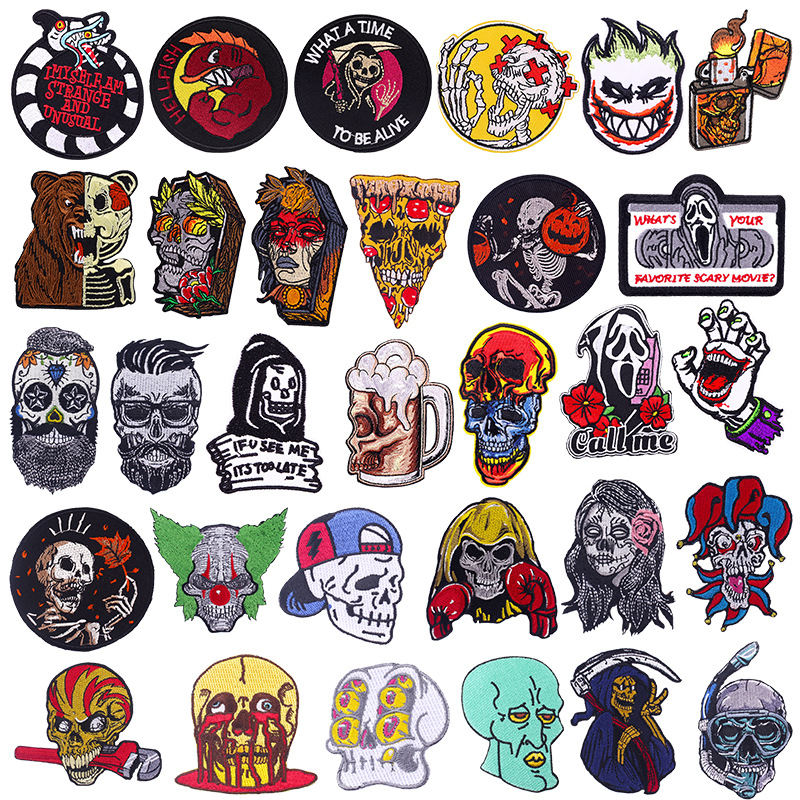 I MYSELF AM
STRANGE
AND
UNUSUAL
HELLFISH
WHAT A TIME
TO BE ALIVE
WHAT'S YOUR
FAVORITE SCARY MOVIE?
IF U SEE ME
ITS TOO LATE
Call me